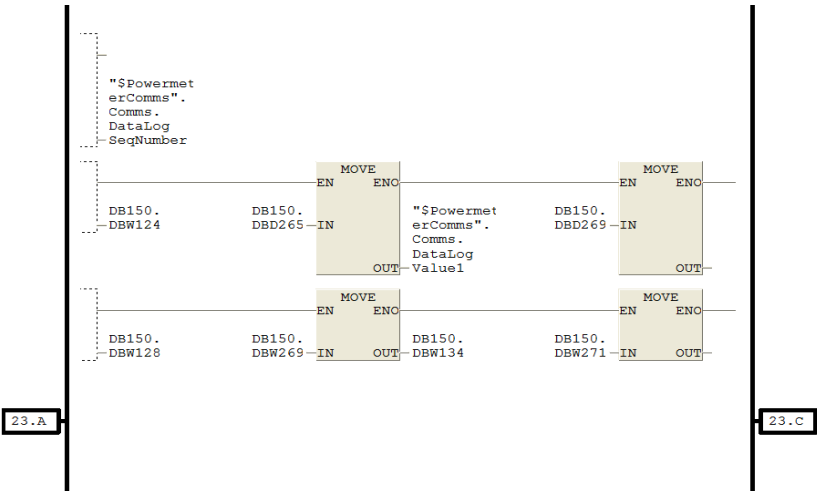 "$Powermet
erComms".
Comms.
DataLog
SeqNumber
MOVE
MOVE
EN ENO
EN ENO
DB150.
DBW124
DB150.
DBD265
IN
"$Powermet
erComms".
Comms.
DataLog
Value1
DB150.
DBD269
IN
OUT
OUT
MOVE
MOVE
EN ENO
EN ENO
DB150.
DBW128
DB150.
DBW269
IN OUT
DB150.
DBW134
DB150.
DBW271
IN OUT
23.A
23.C